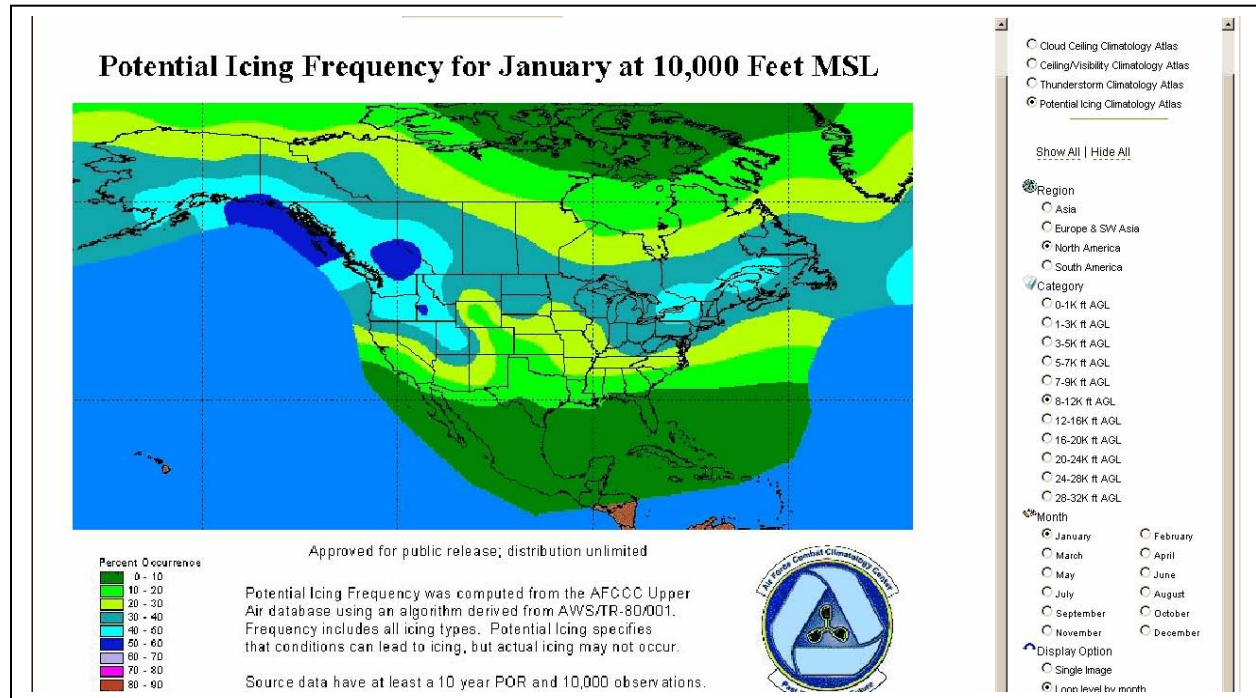 Potential Icing Frequency for January at 10,000 Feet MSL
Approved for public release; distribution unlimited
Percent Occurrence
0 - 10
10 - 20
20 - 30
30 - 40
40 - 50
50 - 60
60 - 70
70 - 80
80 - 90
Potential Icing Frequency was computed from the AFCCC Upper
Air database using an algorithm derived from AWS/TR-80/001.
Frequency includes all icing types. Potential Icing specifies
that conditions can lead to icing, but actual icing may not occur.
Source data have at least a 10 year POR and 10,000 observations.
Air Force Combat Climatology Center
Cloud Ceiling Climatology Atlas
Ceiling/Visibility Climatology Atlas
Thunderstorm Climatology Atlas
Potential Icing Climatology Atlas
Show All | Hide All
Region
Asia
Europe & SW Asia
North America
South America
Category
0-1K ft AGL
1-3K ft AGL
3-5K ft AGL
5-7K ft AGL
7-9K ft AGL
8-12K ft AGL
12-16K ft AGL
16-20K ft AGL
20-24K ft AGL
24-28K ft AGL
28-32K ft AGL
Month
January February
March April
May June
July August
September October
November December
Display Option
Single Image
Loop level by month